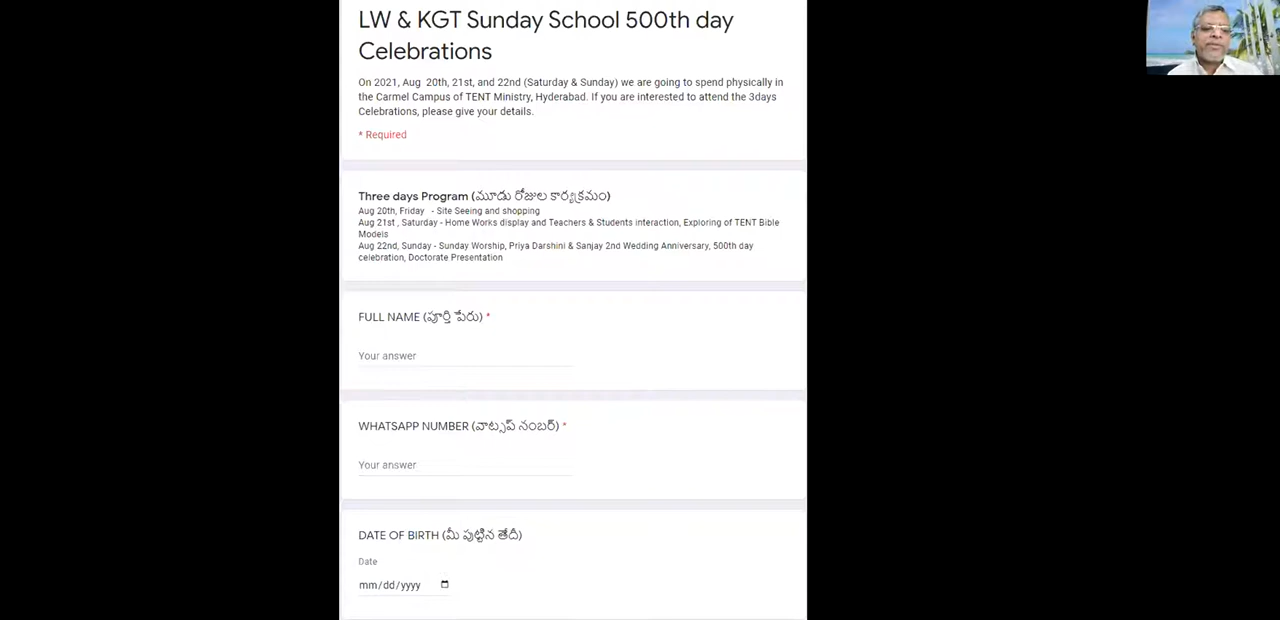 LW & KGT Sunday School 500th day
Celebrations
On 2021, Aug  20th, 21st, and 22nd (Saturday & Sunday) we are going to spend physically in
the Carmel Campus of TENT Ministry, Hyderabad. If you are interested to attend the 3days
Celebrations, please give your details.
* Required
Three days Program (మూడు రోజుల కార్యక్రమం)
Aug 20th, Friday   - Site Seeing and shopping
Aug 21st , Saturday - Home Works display and Teachers & Students interaction, Exploring of TENT Bible
Models
Aug 22nd, Sunday - Sunday Worship, Priya Darshini & Sanjay 2nd Wedding Anniversary, 500th day
celebration, Doctorate Presentation
FULL NAME (పూర్తి పేరు) *
Your answer
WHATSAPP NUMBER (వాట్సప్ నంబర్) *
Your answer
DATE OF BIRTH (మీ పుట్టిన తేదీ)
Date
mm/dd/yyyy